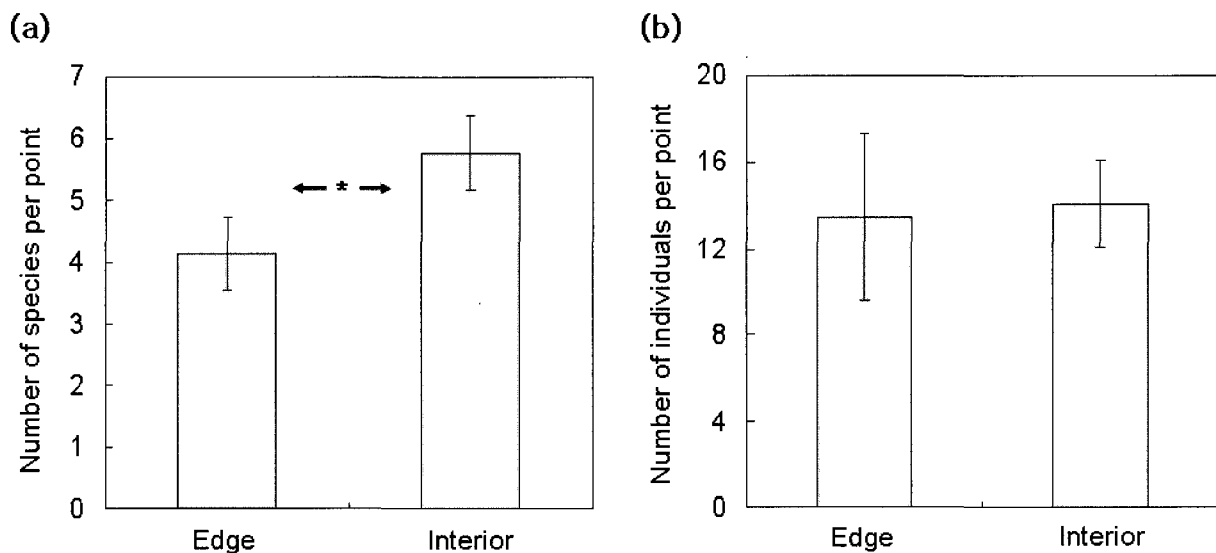 (a)
Number of species per point
7
6
5
4
3
2
1
0
*
Edge
Interior
(b)
Number of individuals per point
20
16
12
8
4
0
Edge
Interior